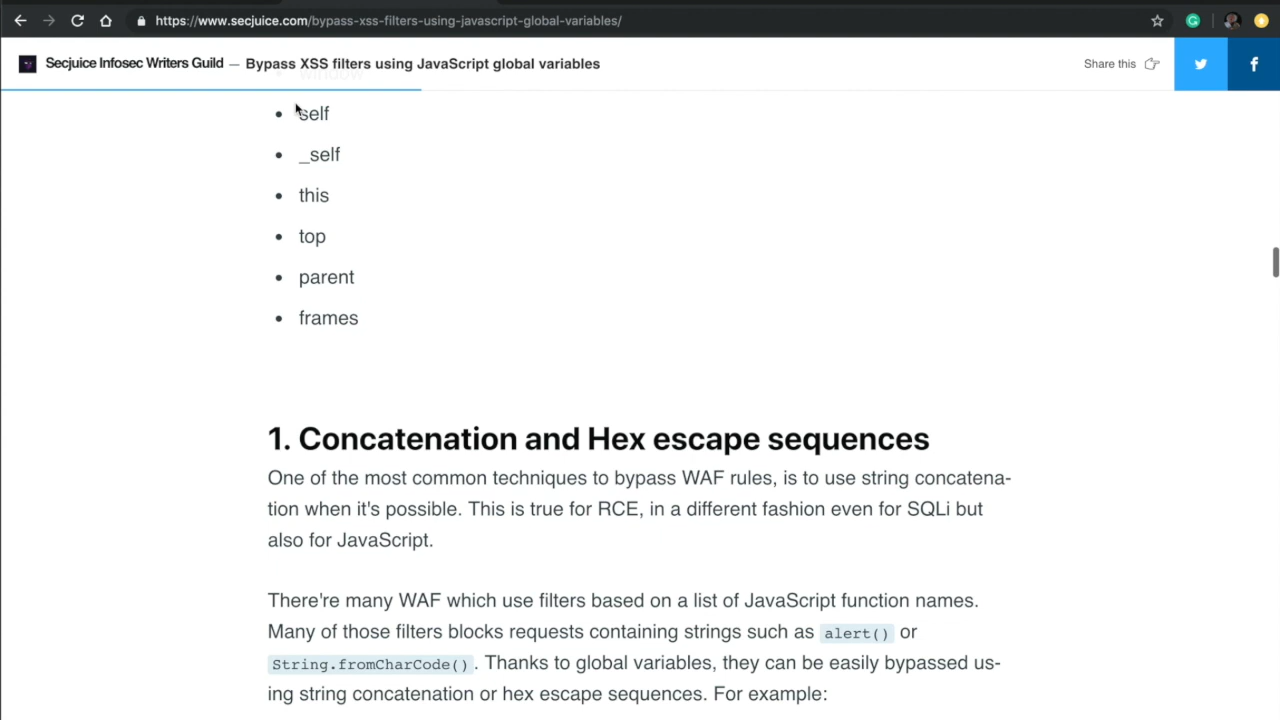 https://www.secjuice.com/bypass-xss-filters-using-javascript-global-variables/
Secjuice Infosec Writers Guild — Bypass XSS filters using JavaScript global variables
Share this
window
self
_self
this
top
parent
frames
1. Concatenation and Hex escape sequences
One of the most common techniques to bypass WAF rules, is to use string concatena-
tion when it's possible. This is true for RCE, in a different fashion even for SQLi but
also for JavaScript.
There're many WAF which use filters based on a list of JavaScript function names.
Many of those filters blocks requests containing strings such as alert() or
String.fromCharCode() . Thanks to global variables, they can be easily bypassed us-
ing string concatenation or hex escape sequences. For example: